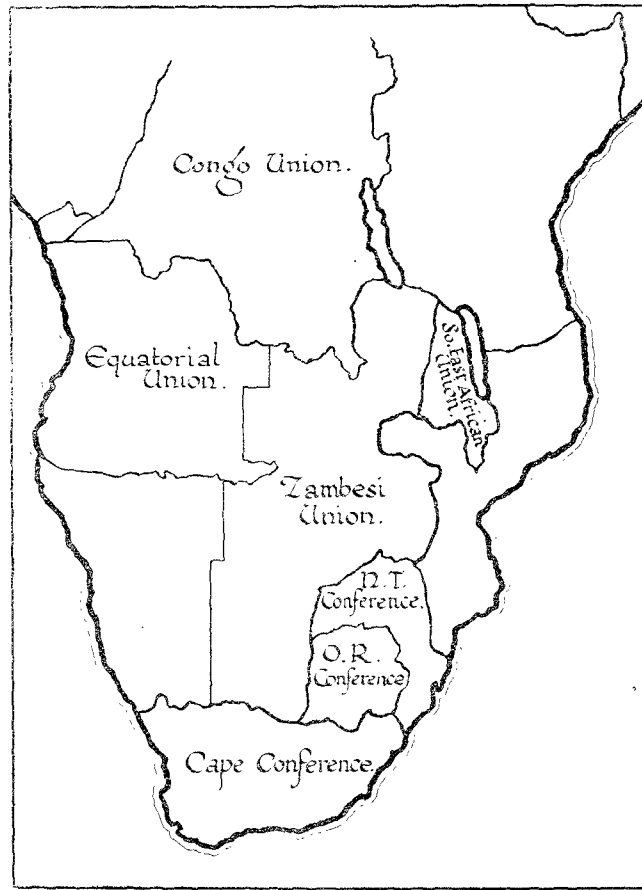 Congo Union.
Equatorial
Union.
So. East African
Union.
Zambesi
Union.
N.T.
Conference.
O.R.
Conference
Cape Conference.